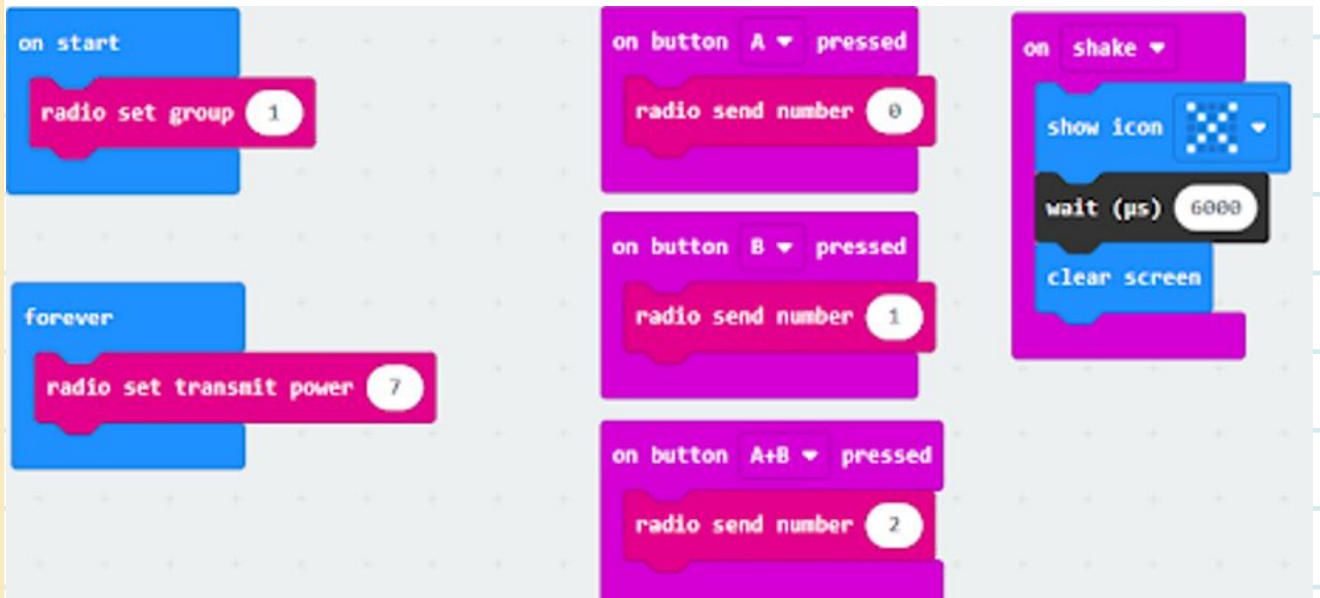 on start
radio set group 1
forever
radio set transmit power 7
on button A pressed
radio send number 0
on button B pressed
radio send number 1
on button A+B pressed
radio send number 2
on shake
show icon
wait (µs) 6000
clear screen